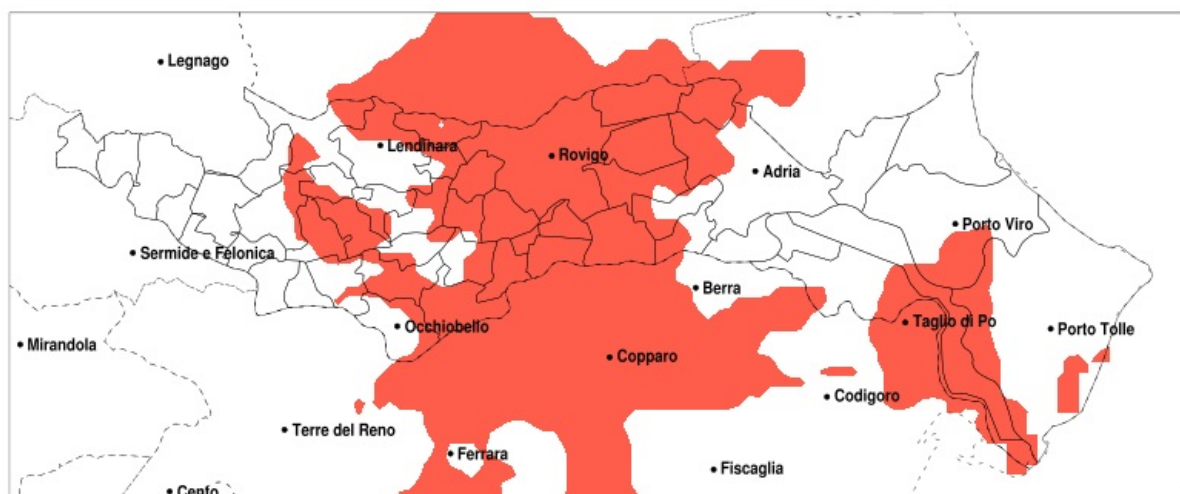 Legnago
Lendinara
Rovigo
Adria
Porto Viro
Sermide e Felonica
Berra
Taglio di Po
Occhiobello
Porto Tolle
Mirandola
Copparo
Codigoro
Terre del Reno
Ferrara
Fiscaglia
Cento